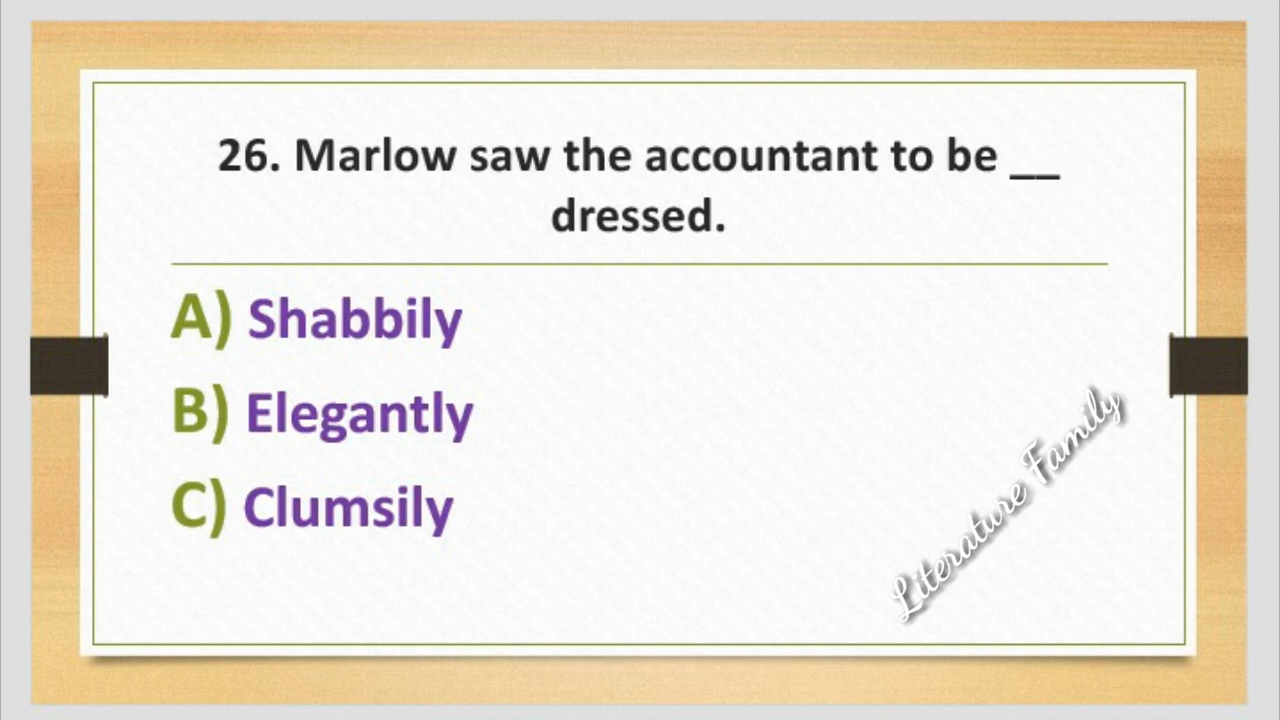 26. Marlow saw the accountant to be __
dressed.
A) Shabbily
B) Elegantly
C) Clumsily
Literature Family